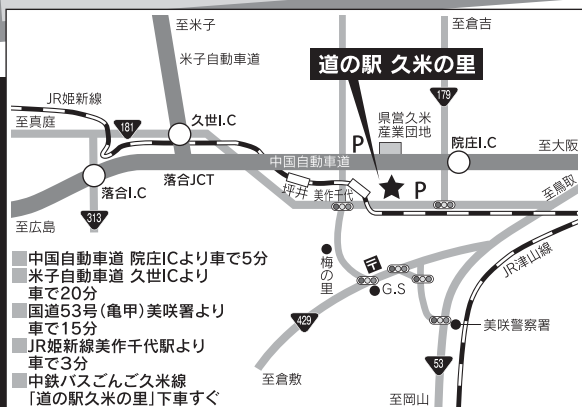 至米子
至倉吉
米子自動車道
道の駅 久米の里
JR姫新線
179
至真庭
181
久世I.C
県営久米
産業団地
P
院庄I.C
至大阪
中国自動車道
落合JCT
落合I.C
坪井
美作千代
P
至鳥取
313
至広島
梅の里
〒
G.S
JR津山線
美咲警察署
429
53
至倉敷
至岡山
中国自動車道 院庄ICより車で5分
米子自動車道 久世ICより
車で20分
国道53号(亀甲)美咲署より
車で15分
JR姫新線美作千代駅より
車で3分
中鉄バスごんご久米線
「道の駅久米の里」下車すぐ